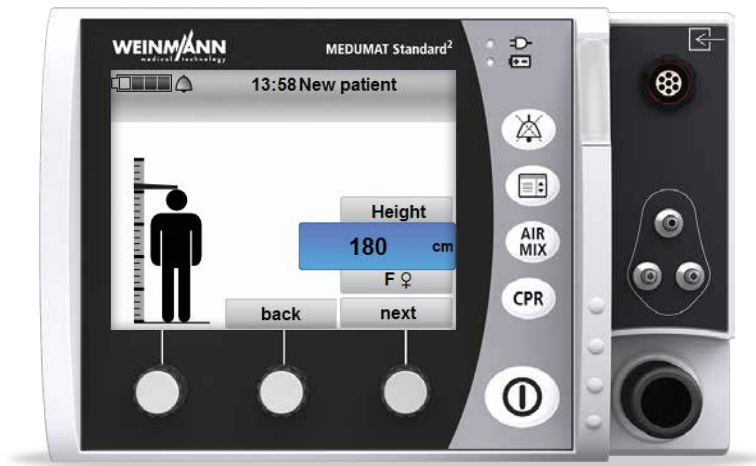 WEINMANN
medical technology
MEDUMAT Standard²
13:58 New patient
Height
180 cm
F ♀
back
next
AIR
MIX
CPR